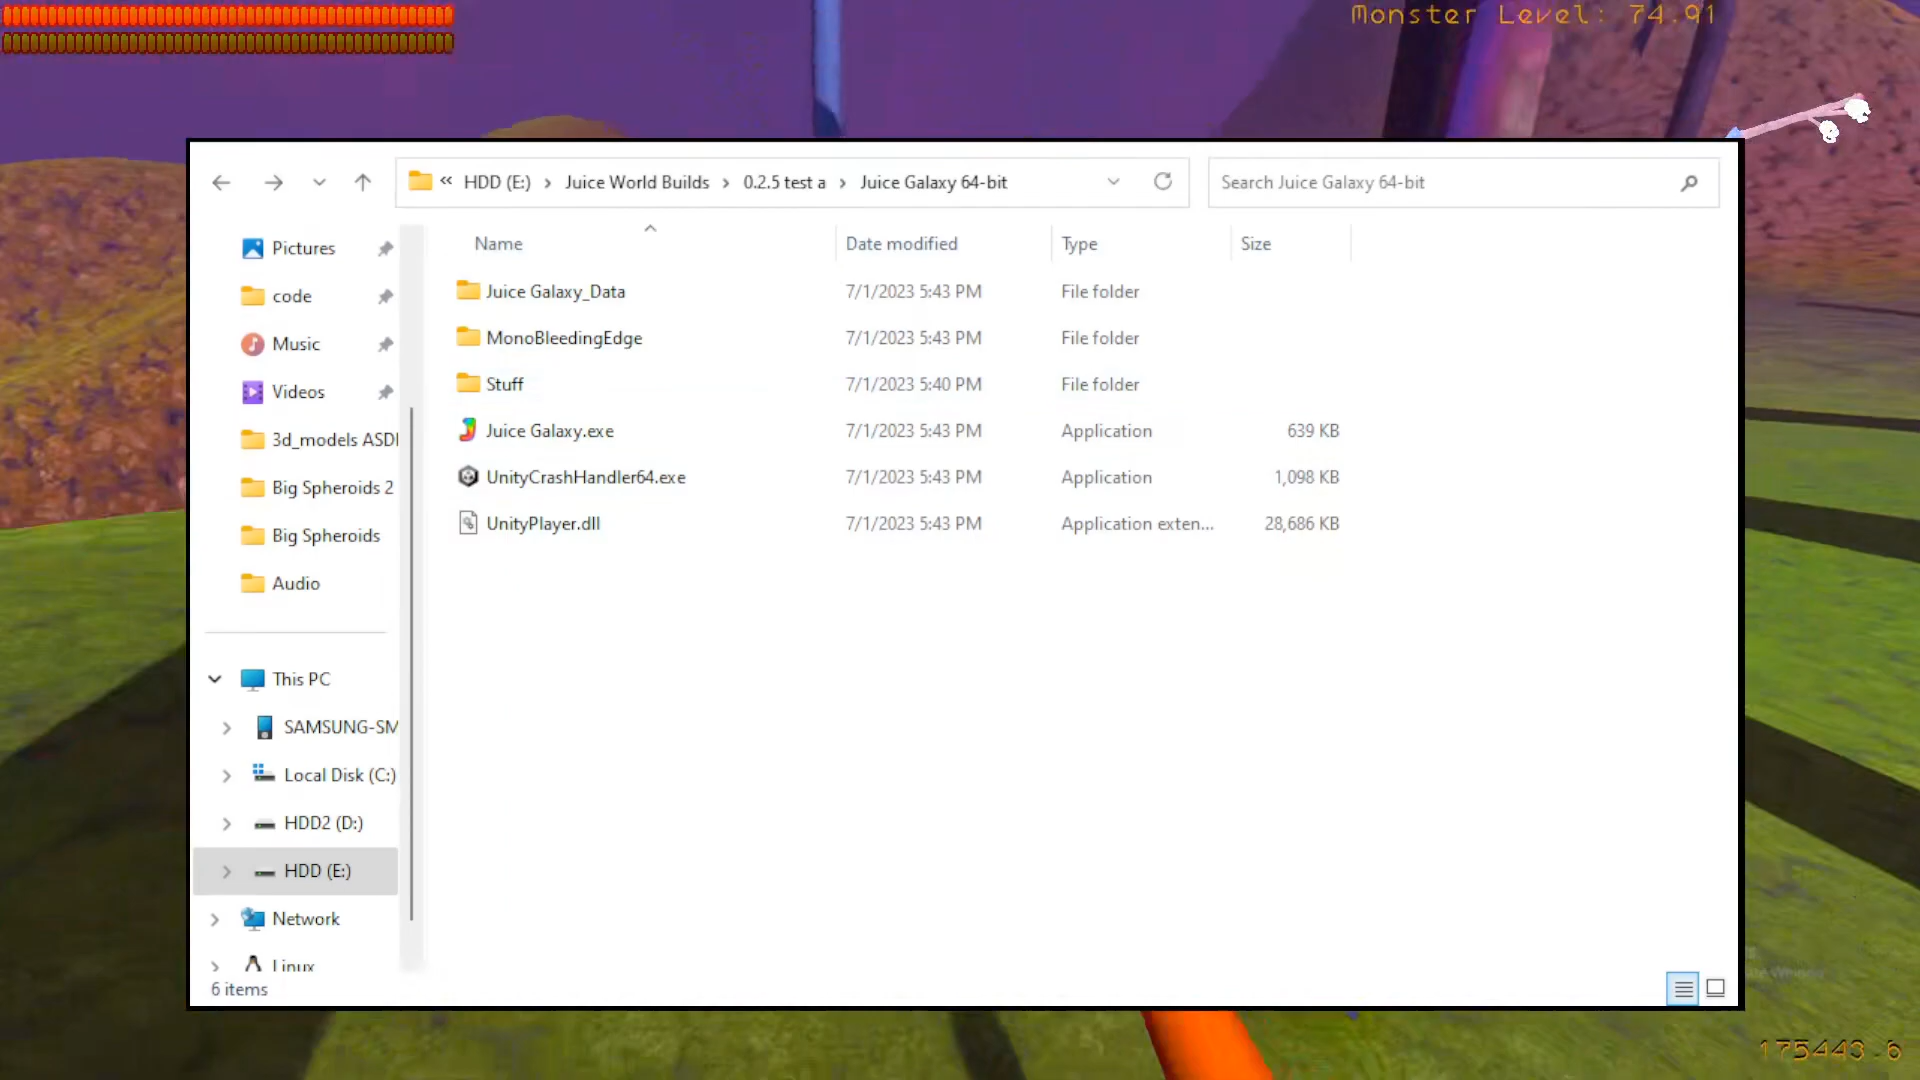 Monster Level: 74.91
« HDD (E:) › Juice World Builds › 0.2.5 test a › Juice Galaxy 64-bit
Search Juice Galaxy 64-bit
Pictures
code
Music
Videos
3d_models ASD
Big Spheroids 2
Big Spheroids
Audio
This PC
SAMSUNG-SM
Local Disk (C:)
HDD2 (D:)
HDD (E:)
Network
Linux
Name Date modified Type Size
Juice Galaxy_Data 7/1/2023 5:43 PM File folder
MonoBleedingEdge 7/1/2023 5:43 PM File folder
Stuff 7/1/2023 5:40 PM File folder
Juice Galaxy.exe 7/1/2023 5:43 PM Application 639 KB
UnityCrashHandler64.exe 7/1/2023 5:43 PM Application 1,098 KB
UnityPlayer.dll 7/1/2023 5:43 PM Application exten... 28,686 KB
6 items
175443.6